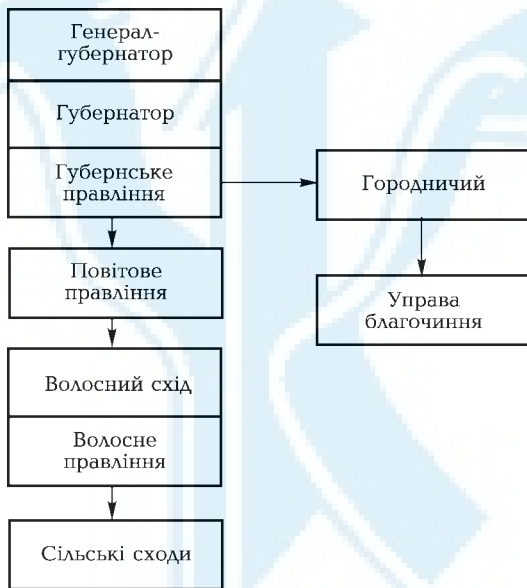 Генерал-
губернатор
Губернатор
Губернське
правління
Городничий
Повітове
правління
Управа
благочиння
Волосний схід
Волосне
правління
Сільські сходи